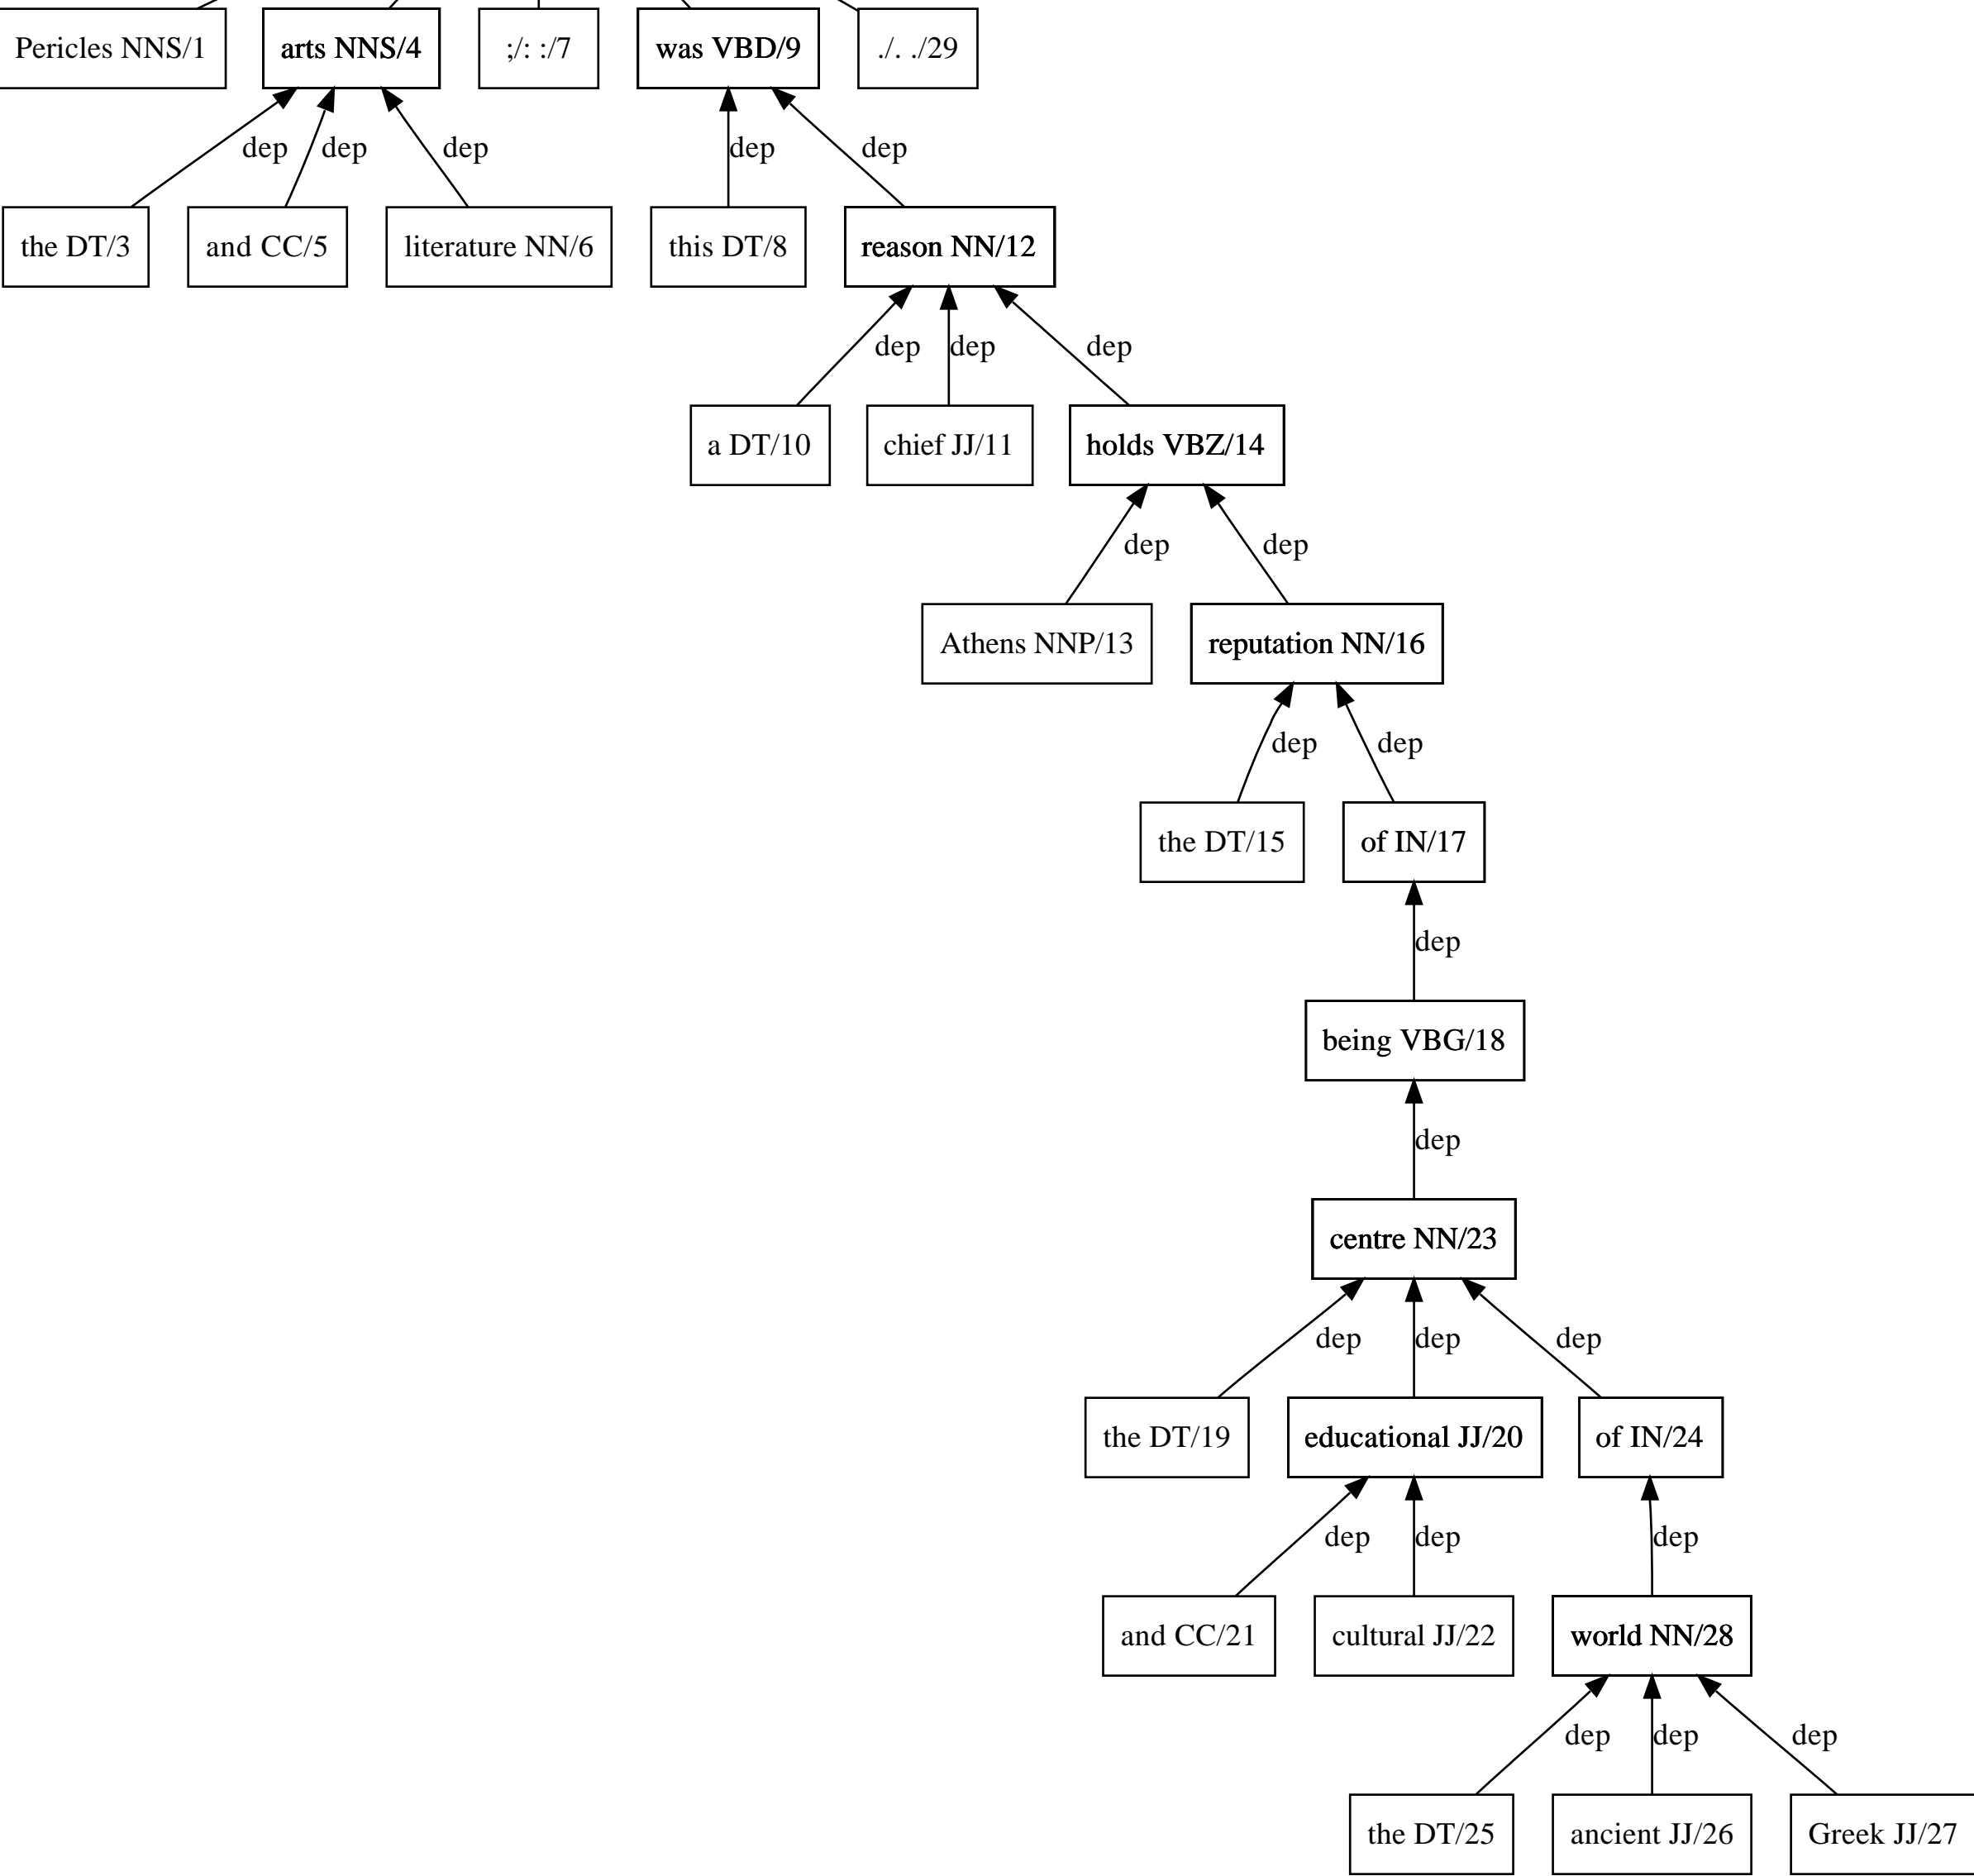 Pericles NNS/1 arts NNS/4 ;/: :/7 was VBD/9 ./. ./29
dep dep dep dep dep
the DT/3 and CC/5 literature NN/6 this DT/8 reason NN/12
dep dep dep
a DT/10 chief JJ/11 holds VBZ/14
dep dep
Athens NNP/13 reputation NN/16
dep dep
the DT/15 of IN/17
dep
being VBG/18
dep
centre NN/23
dep dep dep
the DT/19 educational JJ/20 of IN/24
dep dep dep
and CC/21 cultural JJ/22 world NN/28
dep dep dep
the DT/25 ancient JJ/26 Greek JJ/27